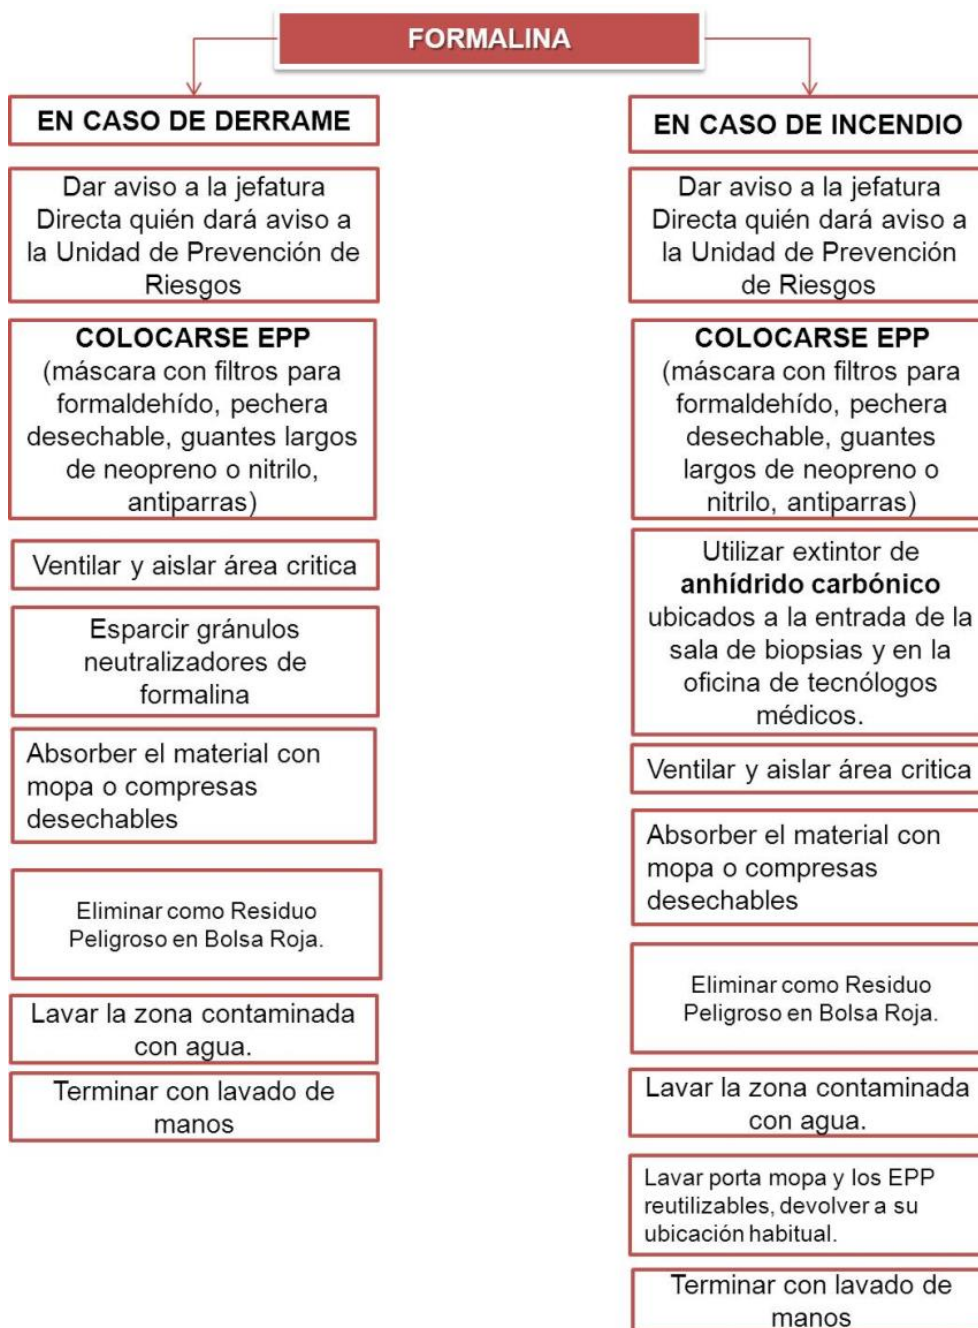 FORMALINA
EN CASO DE DERRAME
Dar aviso a la jefatura
Directa quién dará aviso a
la Unidad de Prevención de
Riesgos
COLOCARSE EPP
(máscara con filtros para
formaldehído, pechera
desechable, guantes largos
de neopreno o nitrilo,
antiparras)
Ventilar y aislar área critica
Esparcir gránulos
neutralizadores de
formalina
Absorber el material con
mopa o compresas
desechables
Eliminar como Residuo
Peligroso en Bolsa Roja.
Lavar la zona contaminada
con agua.
Terminar con lavado de
manos
EN CASO DE INCENDIO
Dar aviso a la jefatura
Directa quién dará aviso a
la Unidad de Prevención
de Riesgos
COLOCARSE EPP
(máscara con filtros para
formaldehído, pechera
desechable, guantes
largos de neopreno o
nitrilo, antiparras)
Utilizar extintor de
anhídrido carbónico
ubicados a la entrada de la
sala de biopsias y en la
oficina de tecnólogos
médicos.
Ventilar y aislar área critica
Absorber el material con
mopa o compresas
desechables
Eliminar como Residuo
Peligroso en Bolsa Roja.
Lavar la zona contaminada
con agua.
Lavar porta mopa y los EPP
reutilizables, devolver a su
ubicación habitual.
Terminar con lavado de
manos